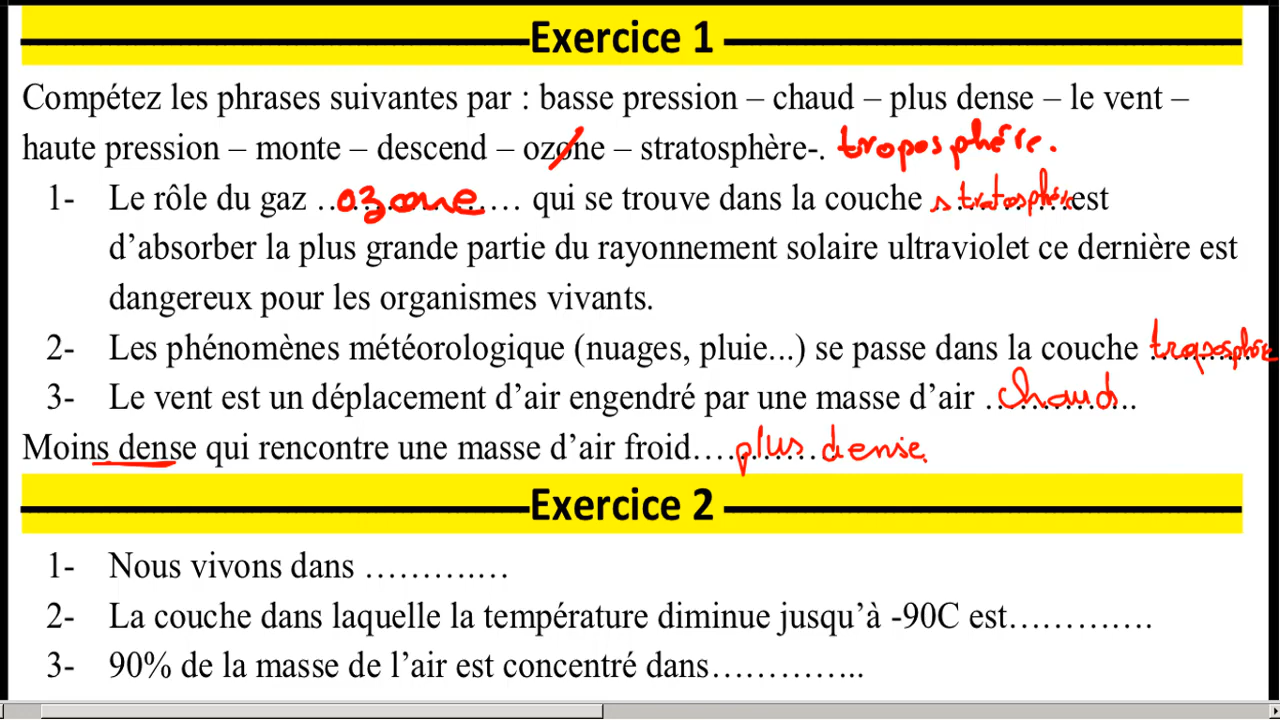 Exercice 1
Compétez les phrases suivantes par : basse pression – chaud – plus dense – le vent –
haute pression – monte – descend – ozone – stratosphère-. troposphère.
1- Le rôle du gaz ... ozone ... qui se trouve dans la couche stratosphère est
d’absorber la plus grande partie du rayonnement solaire ultraviolet ce dernière est
dangereux pour les organismes vivants.
2- Les phénomènes météorologique (nuages, pluie...) se passe dans la couche troposphère
3- Le vent est un déplacement d’air engendré par une masse d’air ... chaud ...
Moins dense qui rencontre une masse d’air froid.... plus dense.
Exercice 2
1- Nous vivons dans …………….
2- La couche dans laquelle la température diminue jusqu’à -90C est………….
3- 90% de la masse de l’air est concentré dans…………..